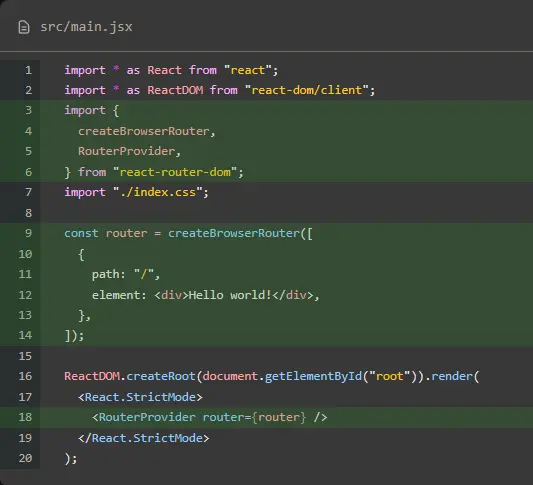 src/main.jsx
1 import * as React from "react";
2 import * as ReactDOM from "react-dom/client";
3 import {
4   createBrowserRouter,
5   RouterProvider,
6 } from "react-router-dom";
7 import "./index.css";
8
9 const router = createBrowserRouter([
10   {
11     path: "/",
12     element: <div>Hello world!</div>,
13   },
14 ]);
15
16 ReactDOM.createRoot(document.getElementById("root")).render(
17   <React.StrictMode>
18     <RouterProvider router={router} />
19   </React.StrictMode>
20 );